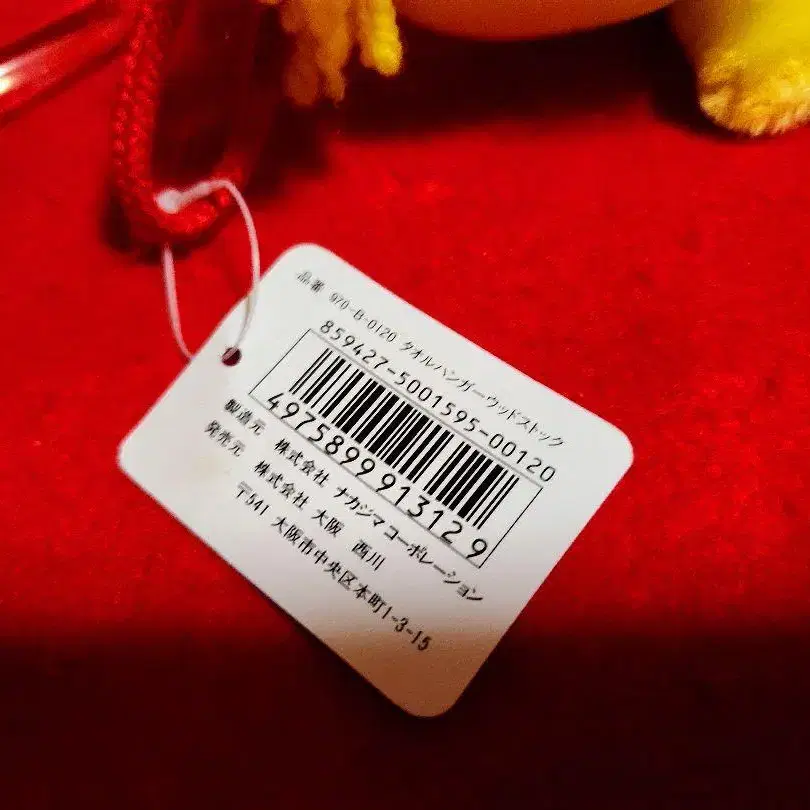 品番 970-B-0120 タオルハンガーウッドストック
859427-5001595-00120
4975899913129
製造元 株式会社 ナカジマコーポレーション
発売元 株式会社 大阪 西川
〒541 大阪市中央区本町1-3-15